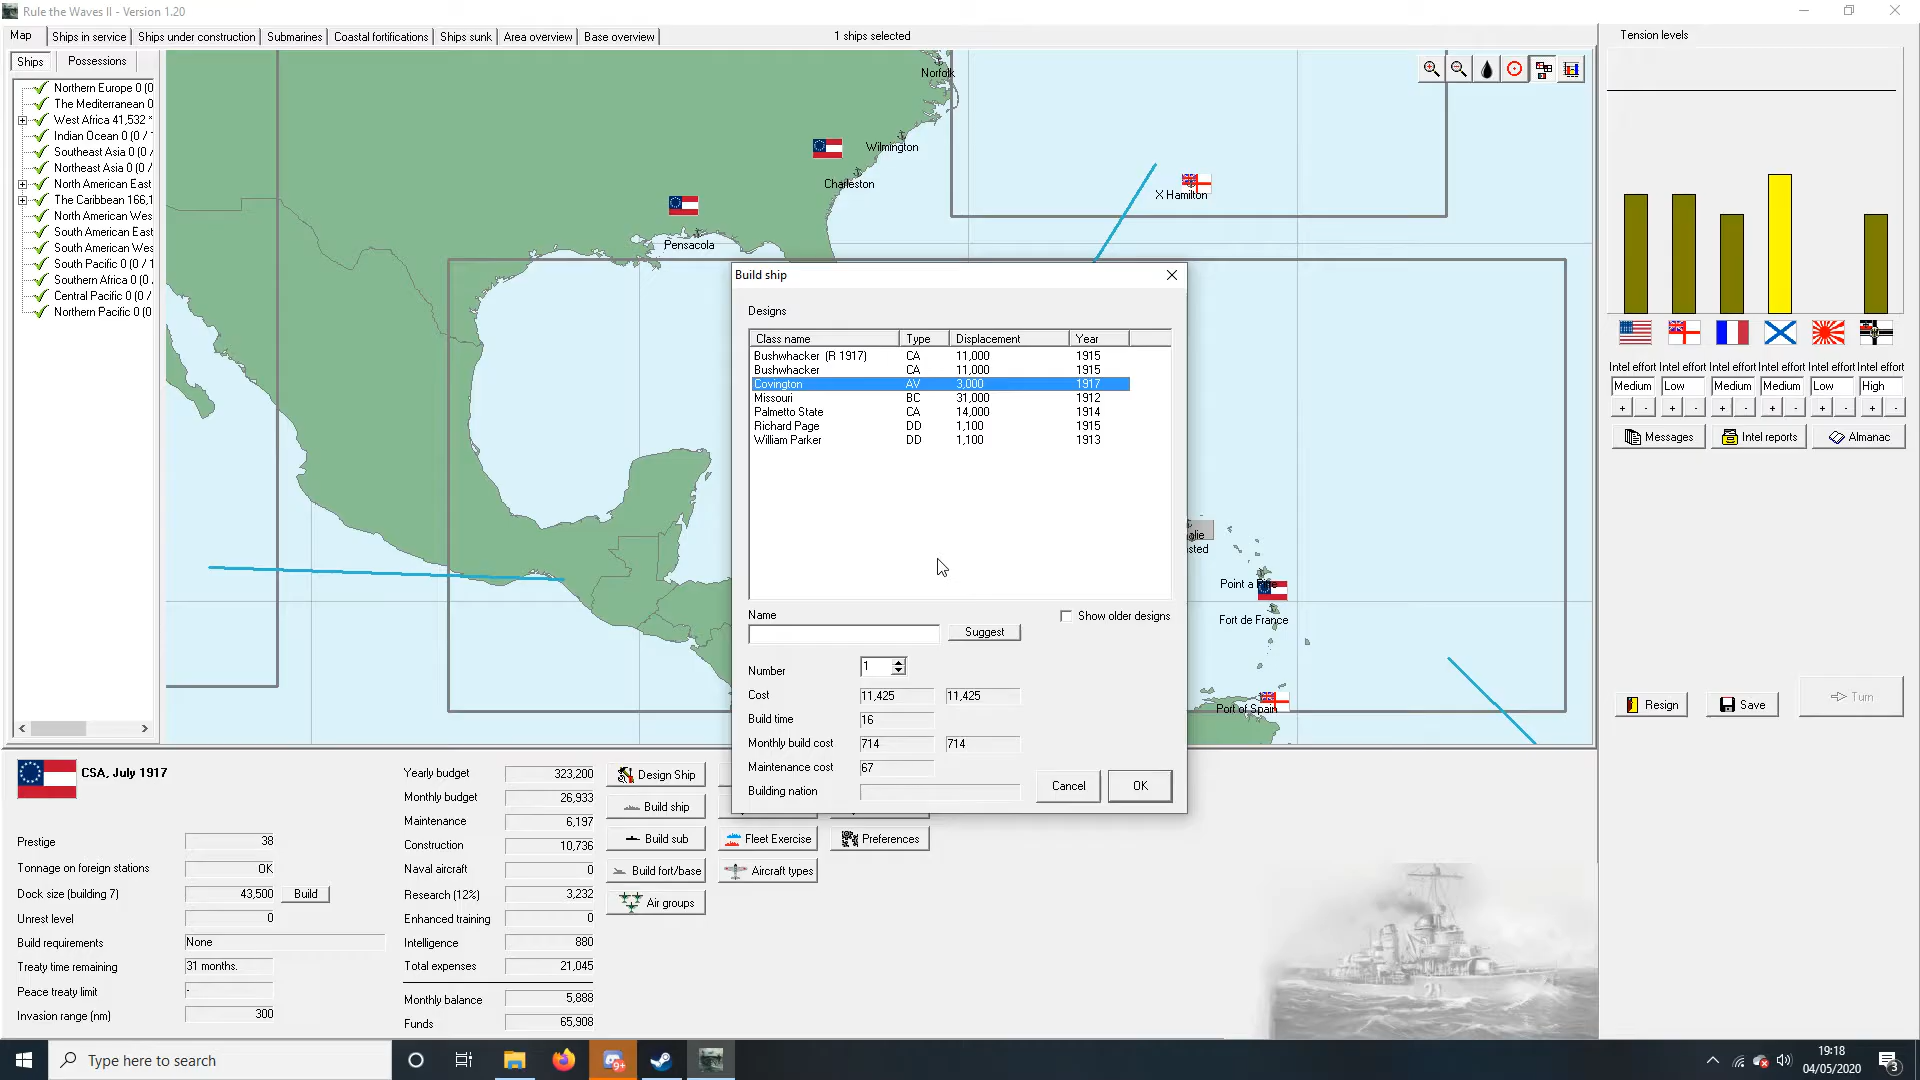 Rule the Waves II - Version 1.20
Map
Ships in service
Ships under construction
Submarines
Coastal fortifications
Ships sunk
Area overview
Base overview
1 ships selected
Tension levels
Ships
Possessions
Northern Europe 0 (0
The Mediterranean 0
West Africa 41,532 *
Indian Ocean 0 (0 /
Southeast Asia 0 (0 /
Northeast Asia 0 (0 /
North American East
The Caribbean 166,1
North American Wes
South American East
South American Wes
South Pacific 0 (0 / 1
Southern Africa 0 (0 /
Central Pacific 0 (0 /
Northern Pacific 0 (0
Norfolk
Wilmington
Charleston
Pensacola
X Hamilton
Fort de France
Port of Spain
Build ship
Designs
Class name Type Displacement Year
Bushwhacker (R 1917) CA 11,000 1915
Bushwhacker CA 11,000 1915
Covington AV 3,000 1917
Missouri BC 31,000 1912
Palmetto State CA 14,000 1914
Richard Page DD 1,100 1915
William Parker DD 1,100 1913
Name
Suggest
Show older designs
Number 1
Cost 11,425 11,425
Build time 16
Monthly build cost 714 714
Maintenance cost 67
Building nation
Cancel
OK
Intel effort Intel effort Intel effort Intel effort Intel effort Intel effort
Medium Low Medium Medium Low High
+ - + - + - + - + - + -
Messages
Intel reports
Almanac
Resign
Save
Turn
CSA, July 1917
Prestige 38
Tonnage on foreign stations OK
Dock size (building 7) 43,500 Build
Unrest level 0
Build requirements None
Treaty time remaining 31 months.
Peace treaty limit -
Invasion range (nm) 300
Yearly budget 323,200
Monthly budget 26,933
Maintenance 6,197
Construction 10,736
Naval aircraft 0
Research (12%) 3,232
Enhanced training 0
Intelligence 880
Total expenses 21,045
Monthly balance 5,888
Funds 65,908
Design Ship
Build ship
Build sub
Fleet Exercise
Preferences
Build fort/base
Aircraft types
Air groups
Type here to search
9+
19:18
04/05/2020
3